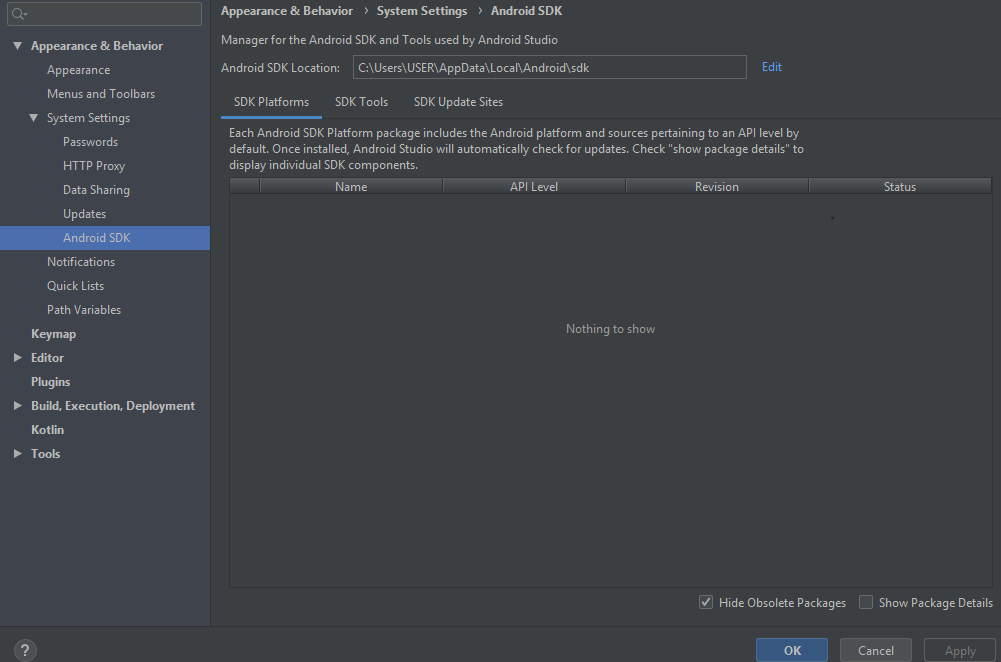 Appearance & Behavior
Appearance
Menus and Toolbars
System Settings
Passwords
HTTP Proxy
Data Sharing
Updates
Android SDK
Notifications
Quick Lists
Path Variables
Keymap
Editor
Plugins
Build, Execution, Deployment
Kotlin
Tools
Appearance & Behavior › System Settings › Android SDK
Manager for the Android SDK and Tools used by Android Studio
Android SDK Location: C:\Users\USER\AppData\Local\Android\sdk Edit
SDK Platforms SDK Tools SDK Update Sites
Each Android SDK Platform package includes the Android platform and sources pertaining to an API level by
default. Once installed, Android Studio will automatically check for updates. Check "show package details" to
display individual SDK components.
Name API Level Revision Status
Nothing to show
Hide Obsolete Packages Show Package Details
? OK Cancel Apply